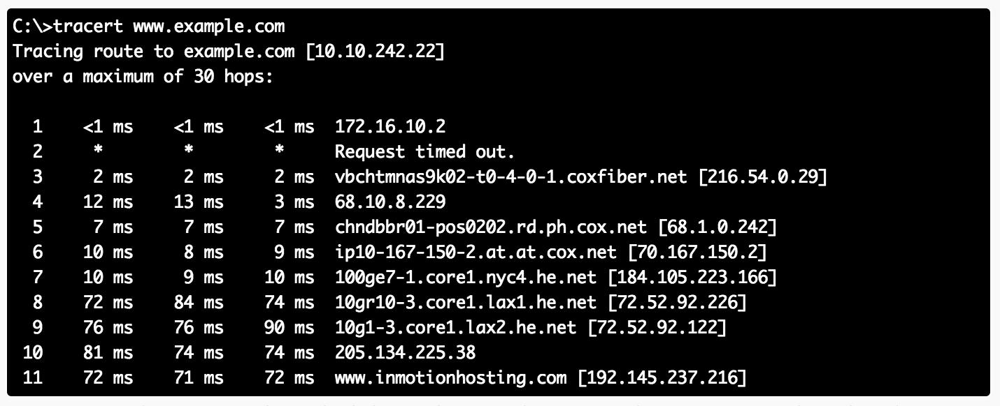 C:\>tracert www.example.com
Tracing route to example.com [10.10.242.22]
over a maximum of 30 hops:
1 <1 ms <1 ms <1 ms 172.16.10.2
2 * * * Request timed out.
3 2 ms 2 ms 2 ms vbchtmnas9k02-t0-4-0-1.coxfiber.net [216.54.0.29]
4 12 ms 13 ms 3 ms 68.10.8.229
5 7 ms 7 ms 7 ms chndbbr01-pos0202.rd.ph.cox.net [68.1.0.242]
6 10 ms 8 ms 9 ms ip10-167-150-2.at.at.cox.net [70.167.150.2]
7 10 ms 9 ms 10 ms 100ge7-1.core1.nyc4.he.net [184.105.223.166]
8 72 ms 84 ms 74 ms 10gr10-3.core1.lax1.he.net [72.52.92.226]
9 76 ms 76 ms 90 ms 10g1-3.core1.lax2.he.net [72.52.92.122]
10 81 ms 74 ms 74 ms 205.134.225.38
11 72 ms 71 ms 72 ms www.inmotionhosting.com [192.145.237.216]